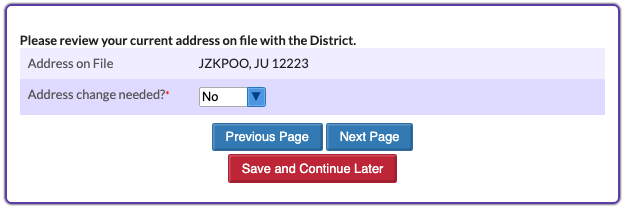 Please review your current address on file with the District.
Address on File JZKPOO, JU 12223
Address change needed?* No
Previous Page Next Page
Save and Continue Later